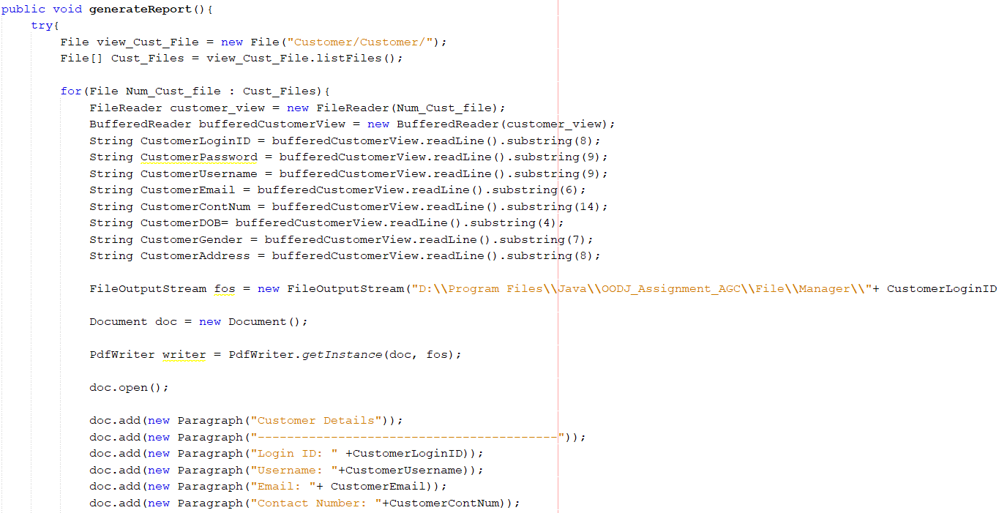 public void generateReport(){
try{
File view_Cust_File = new File("Customer/Customer/");
File[] Cust_Files = view_Cust_File.listFiles();
for(File Num_Cust_file : Cust_Files){
FileReader customer_view = new FileReader(Num_Cust_file);
BufferedReader bufferedCustomerView = new BufferedReader(customer_view);
String CustomerLoginID = bufferedCustomerView.readLine().substring(8);
String CustomerPassword = bufferedCustomerView.readLine().substring(9);
String CustomerUsername = bufferedCustomerView.readLine().substring(9);
String CustomerEmail = bufferedCustomerView.readLine().substring(6);
String CustomerContNum = bufferedCustomerView.readLine().substring(14);
String CustomerDOB= bufferedCustomerView.readLine().substring(4);
String CustomerGender = bufferedCustomerView.readLine().substring(7);
String CustomerAddress = bufferedCustomerView.readLine().substring(8);
FileOutputStream fos = new FileOutputStream("D:\\Program Files\\Java\\OODJ_Assignment_AGC\\File\\Manager\\"+ CustomerLoginID
Document doc = new Document();
PdfWriter writer = PdfWriter.getInstance(doc, fos);
doc.open();
doc.add(new Paragraph("Customer Details"));
doc.add(new Paragraph("-----------------------------------------"));
doc.add(new Paragraph("Login ID: " +CustomerLoginID));
doc.add(new Paragraph("Username: "+CustomerUsername));
doc.add(new Paragraph("Email: "+ CustomerEmail));
doc.add(new Paragraph("Contact Number: "+CustomerContNum));